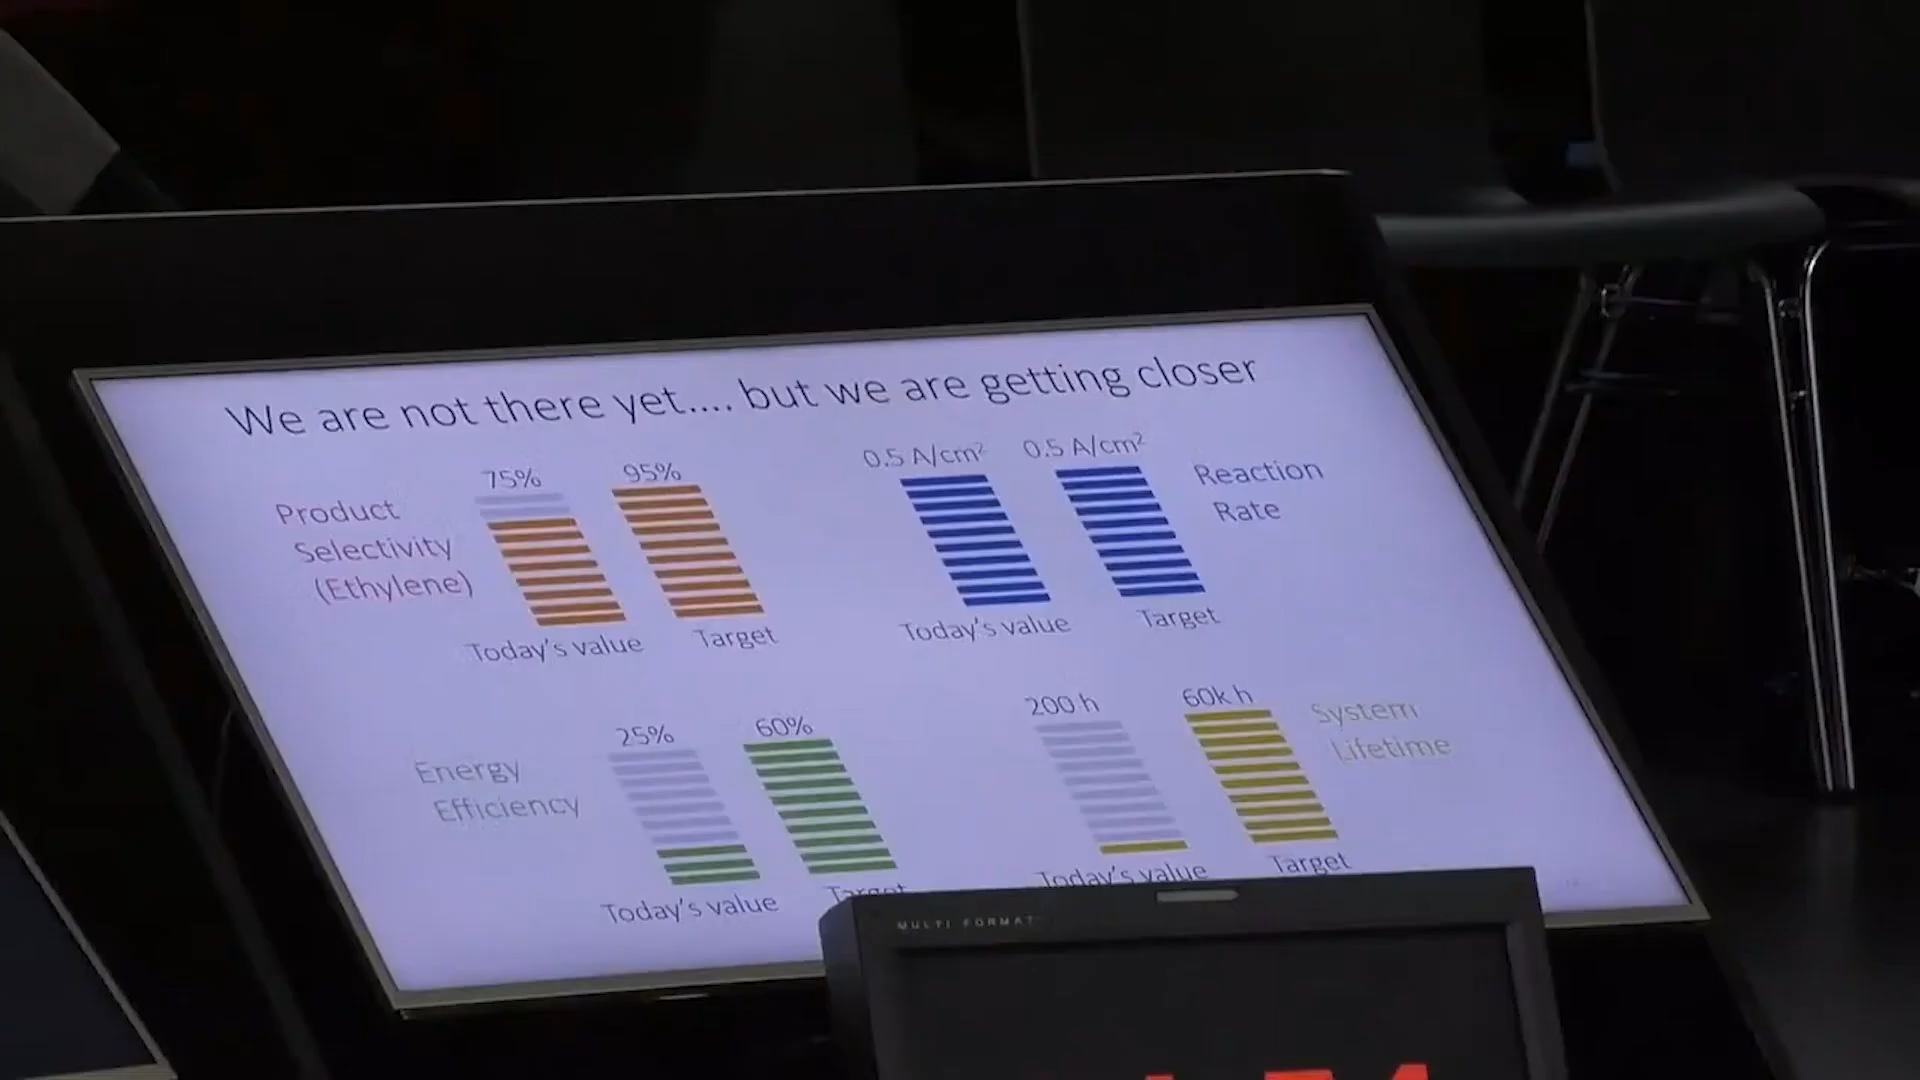 We are not there yet.... but we are getting closer
75%
95%
Product
Selectivity
(Ethylene)
Today's value
Target
0.5 A/cm²
0.5 A/cm²
Reaction
Rate
Today's value
Target
25%
60%
Energy
Efficiency
Today's value
Target
200 h
60k h
System
Lifetime
Today's value
Target
MULTI FORMAT